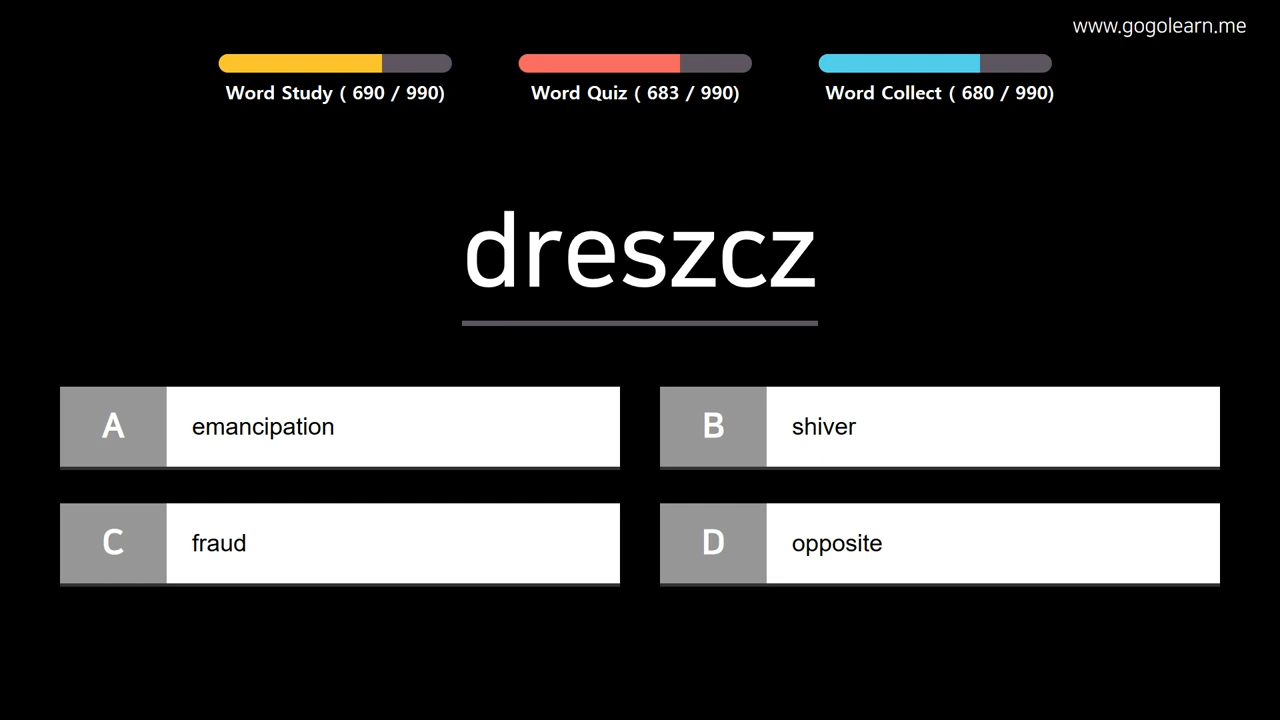 www.gogolearn.me
Word Study ( 690 / 990)
Word Quiz ( 683 / 990)
Word Collect ( 680 / 990)
dreszcz
A emancipation
B shiver
C fraud
D opposite